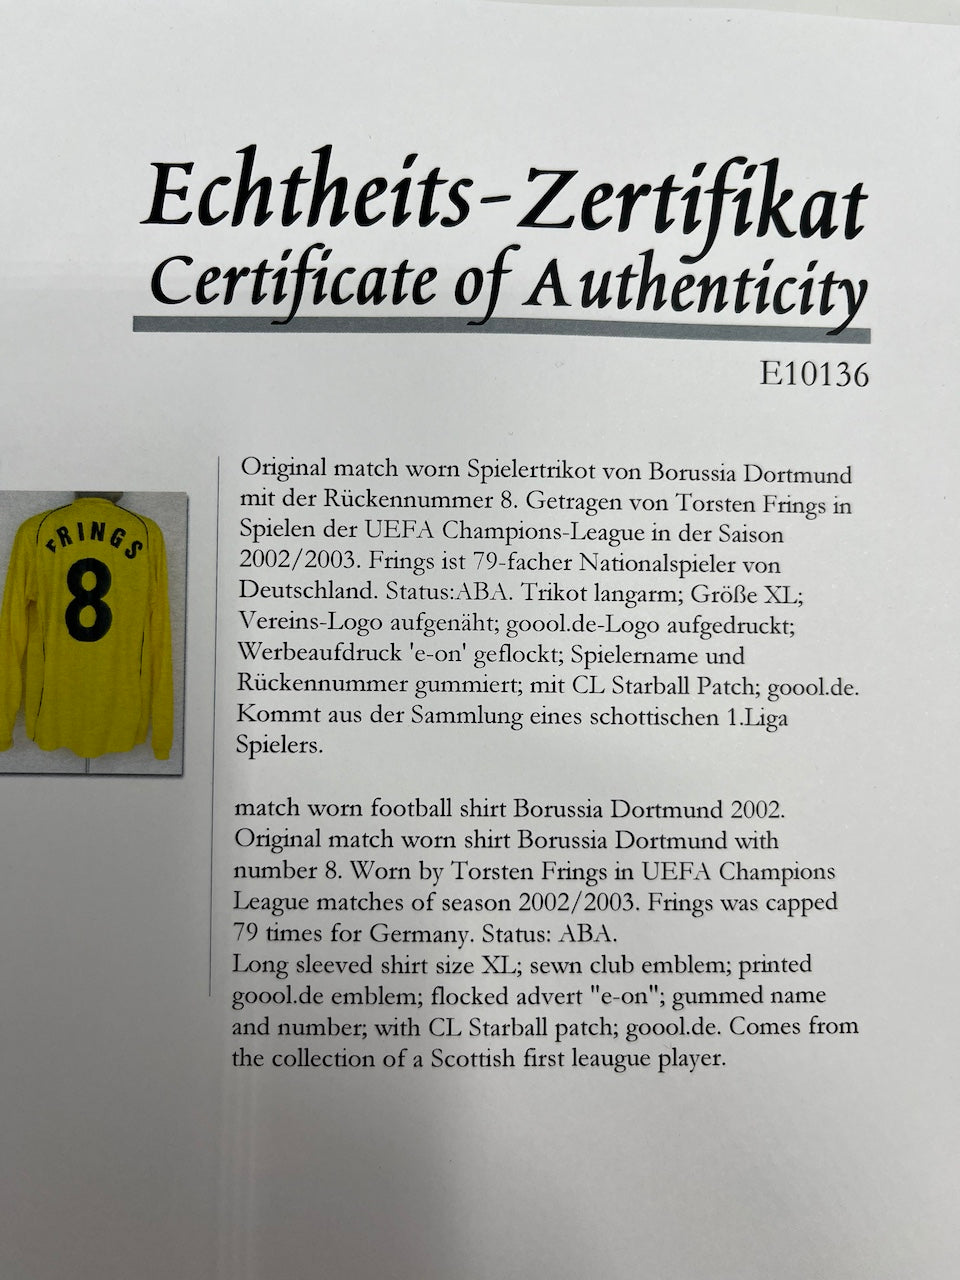 Echtheits-Zertifikat
Certificate of Authenticity
E10136
FRINGS
8
Original match worn Spielertrikot von Borussia Dortmund
mit der Rückennummer 8. Getragen von Torsten Frings in
Spielen der UEFA Champions-League in der Saison
2002/2003. Frings ist 79-facher Nationalspieler von
Deutschland. Status:ABA. Trikot langarm; Größe XL;
Vereins-Logo aufgenäht; goool.de-Logo aufgedruckt;
Werbeaufdruck 'e-on' geflockt; Spielername und
Rückennummer gummiert; mit CL Starball Patch; goool.de.
Kommt aus der Sammlung eines schottischen 1.Liga
Spielers.
match worn football shirt Borussia Dortmund 2002.
Original match worn shirt Borussia Dortmund with
number 8. Worn by Torsten Frings in UEFA Champions
League matches of season 2002/2003. Frings was capped
79 times for Germany. Status: ABA.
Long sleeved shirt size XL; sewn club emblem; printed
goool.de emblem; flocked advert "e-on"; gummed name
and number; with CL Starball patch; goool.de. Comes from
the collection of a Scottish first leaugue player.